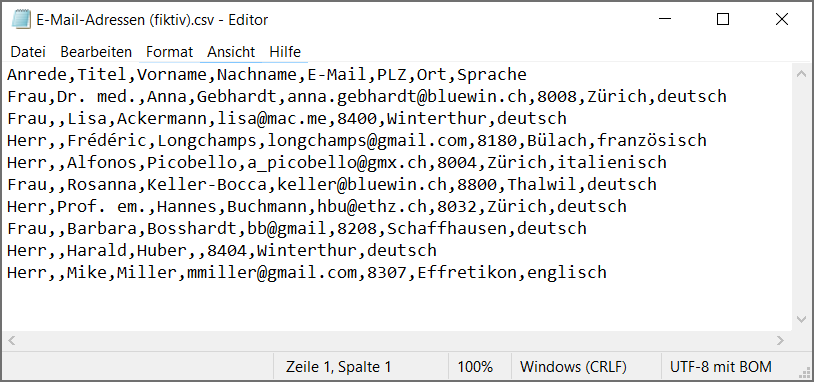 E-Mail-Adressen (fiktiv).csv - Editor
Datei Bearbeiten Format Ansicht Hilfe
Anrede,Titel,Vorname,Nachname,E-Mail,PLZ,Ort,Sprache
Frau,Dr. med.,Anna,Gebhardt,anna.gebhardt@bluewin.ch,8008,Zürich,deutsch
Frau,,Lisa,Ackermann,lisa@mac.me,8400,Winterthur,deutsch
Herr,,Frédéric,Longchamps,longchamps@gmail.com,8180,Bülach,französisch
Herr,,Alfonos,Picobello,a_picobello@gmx.ch,8004,Zürich,italienisch
Frau,,Rosanna,Keller-Bocca,keller@bluewin.ch,8800,Thalwil,deutsch
Herr,Prof. em.,Hannes,Buchmann,hbu@ethz.ch,8032,Zürich,deutsch
Frau,,Barbara,Bosshardt,bb@gmail,8208,Schaffhausen,deutsch
Herr,,Harald,Huber,,8404,Winterthur,deutsch
Herr,,Mike,Miller,mmiller@gmail.com,8307,Effretikon,englisch
Zeile 1, Spalte 1 100% Windows (CRLF) UTF-8 mit BOM